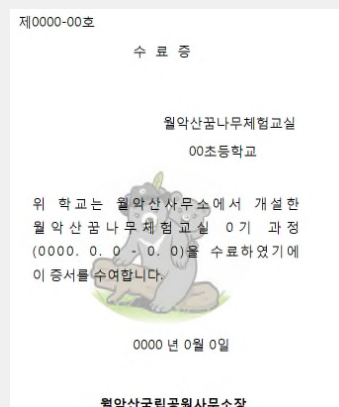 제0000-00호
수 료 증
월악산꿈나무체험교실
00초등학교
위 학교는 월악산사무소에서 개설한
월악산꿈나무체험교실 0기 과정
(0000. 0. 0 - 0. 0)을 수료하였기에
이 증서를 수여합니다.
0000 년 0월 0일
월악산국립공원사무소장